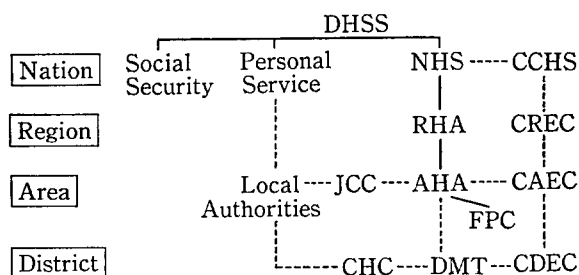 DHSS
Nation Social Security Personal Service NHS CCHS
Region RHA CREC
Area Local Authorities JCC AHA CAEC
FPC
District CHC DMT CDEC